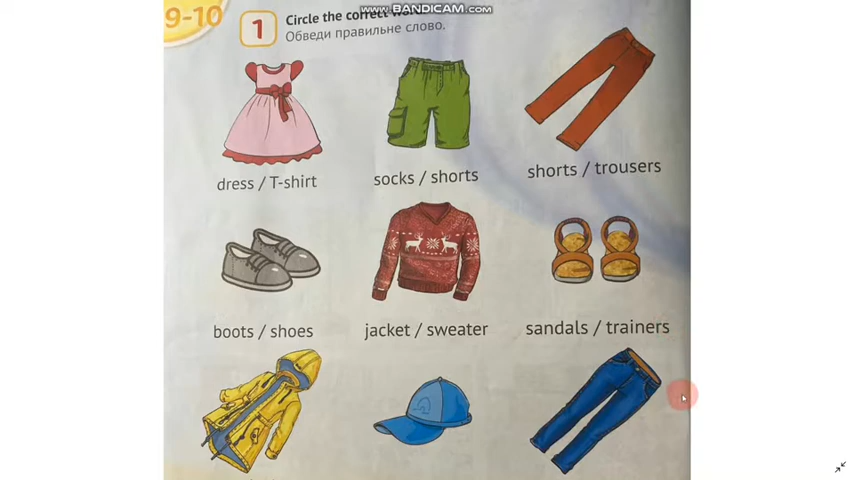 www.BANDICAM.com
9-10
1
Circle the correct
Обведи правильне слово.
dress / T-shirt
socks / shorts
shorts / trousers
boots / shoes
jacket / sweater
sandals / trainers